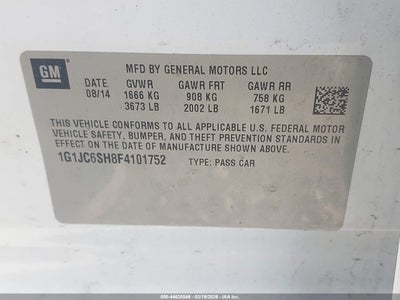 GM
MFD BY GENERAL MOTORS LLC
DATE GVWR GAWR FRT GAWR RR
08/14 1666 KG 908 KG 758 KG
3673 LB 2002 LB 1671 LB
THIS VEHICLE CONFORMS TO ALL APPLICABLE U.S. FEDERAL MOTOR
VEHICLE SAFETY, BUMPER, AND THEFT PREVENTION STANDARDS
IN EFFECT ON THE DATE OF MANUFACTURE SHOWN ABOVE.
1G1JC6SH8F4101752 TYPE: PASS CAR